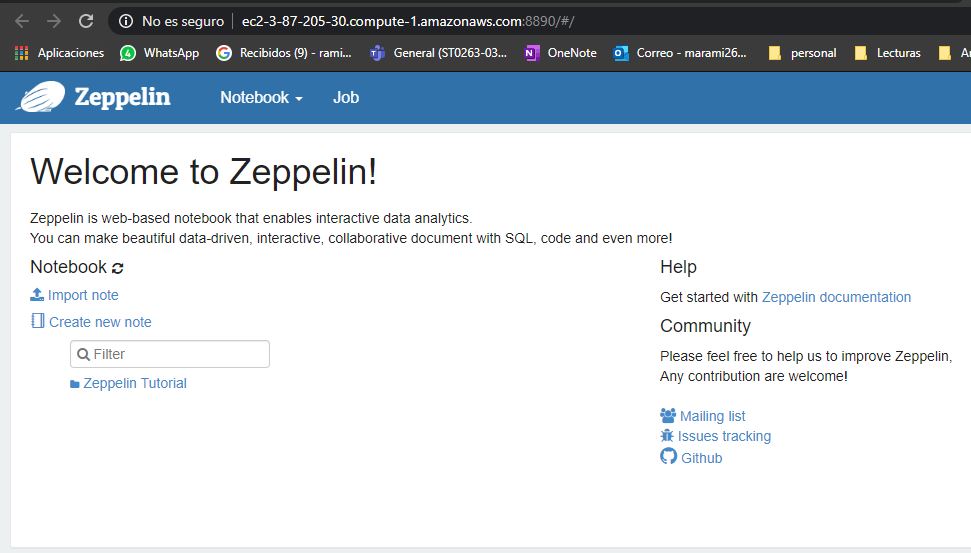 No es seguro | ec2-3-87-205-30.compute-1.amazonaws.com:8890/#/
Aplicaciones WhatsApp Recibidos (9) - rami... General (ST0263-03... OneNote Correo - marami26... personal Lecturas
Zeppelin Notebook Job
Welcome to Zeppelin!
Zeppelin is web-based notebook that enables interactive data analytics.
You can make beautiful data-driven, interactive, collaborative document with SQL, code and even more!
Notebook
Import note
Create new note
Filter
Zeppelin Tutorial
Help
Get started with Zeppelin documentation
Community
Please feel free to help us to improve Zeppelin,
Any contribution are welcome!
Mailing list
Issues tracking
Github